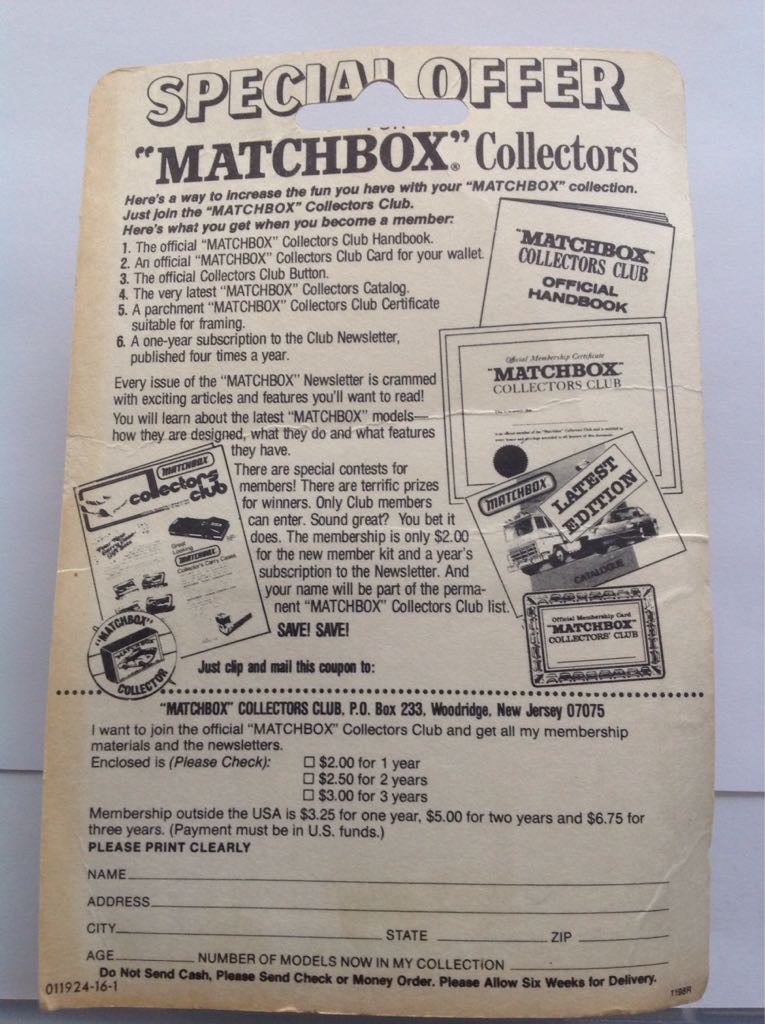 SPECIAL OFFER
"MATCHBOX"® Collectors
Here's a way to increase the fun you have with your "MATCHBOX" collection.
Just join the "MATCHBOX" Collectors Club.
Here's what you get when you become a member:
1. The official "MATCHBOX" Collectors Club Handbook.
2. An official "MATCHBOX" Collectors Club Card for your wallet.
3. The official Collectors Club Button.
4. The very latest "MATCHBOX" Collectors Catalog.
5. A parchment "MATCHBOX" Collectors Club Certificate
suitable for framing.
6. A one-year subscription to the Club Newsletter,
published four times a year.
"MATCHBOX"
COLLECTORS CLUB
OFFICIAL
HANDBOOK
Official Membership Certificate
"MATCHBOX"
COLLECTORS CLUB
Every issue of the "MATCHBOX" Newsletter is crammed
with exciting articles and features you'll want to read!
You will learn about the latest "MATCHBOX" models—
how they are designed, what they do and what features
they have.
There are special contests for
members! There are terrific prizes
for winners. Only Club members
can enter. Sound great? You bet it
does. The membership is only $2.00
for the new member kit and a year's
subscription to the Newsletter. And
your name will be part of the perma-
nent "MATCHBOX" Collectors Club list.
SAVE! SAVE!
MATCHBOX
collectors
club
Great
Looking
MATCHBOX
Collector's Carry Cases
"MATCHBOX"
MATCHBOX
COLLECTOR
MATCHBOX
LATEST
EDITION
CATALOGUE
Official Membership Card
"MATCHBOX"
COLLECTORS' CLUB
Just clip and mail this coupon to:
"MATCHBOX" COLLECTORS CLUB, P.O. Box 233, Woodridge, New Jersey 07075
I want to join the official "MATCHBOX" Collectors Club and get all my membership
materials and the newsletters.
Enclosed is (Please Check): □ $2.00 for 1 year
□ $2.50 for 2 years
□ $3.00 for 3 years
Membership outside the USA is $3.25 for one year, $5.00 for two years and $6.75 for
three years. (Payment must be in U.S. funds.)
PLEASE PRINT CLEARLY
NAME
ADDRESS
CITY STATE ZIP
AGE NUMBER OF MODELS NOW IN MY COLLECTION
Do Not Send Cash, Please Send Check or Money Order. Please Allow Six Weeks for Delivery.
011924-16-1
1198R